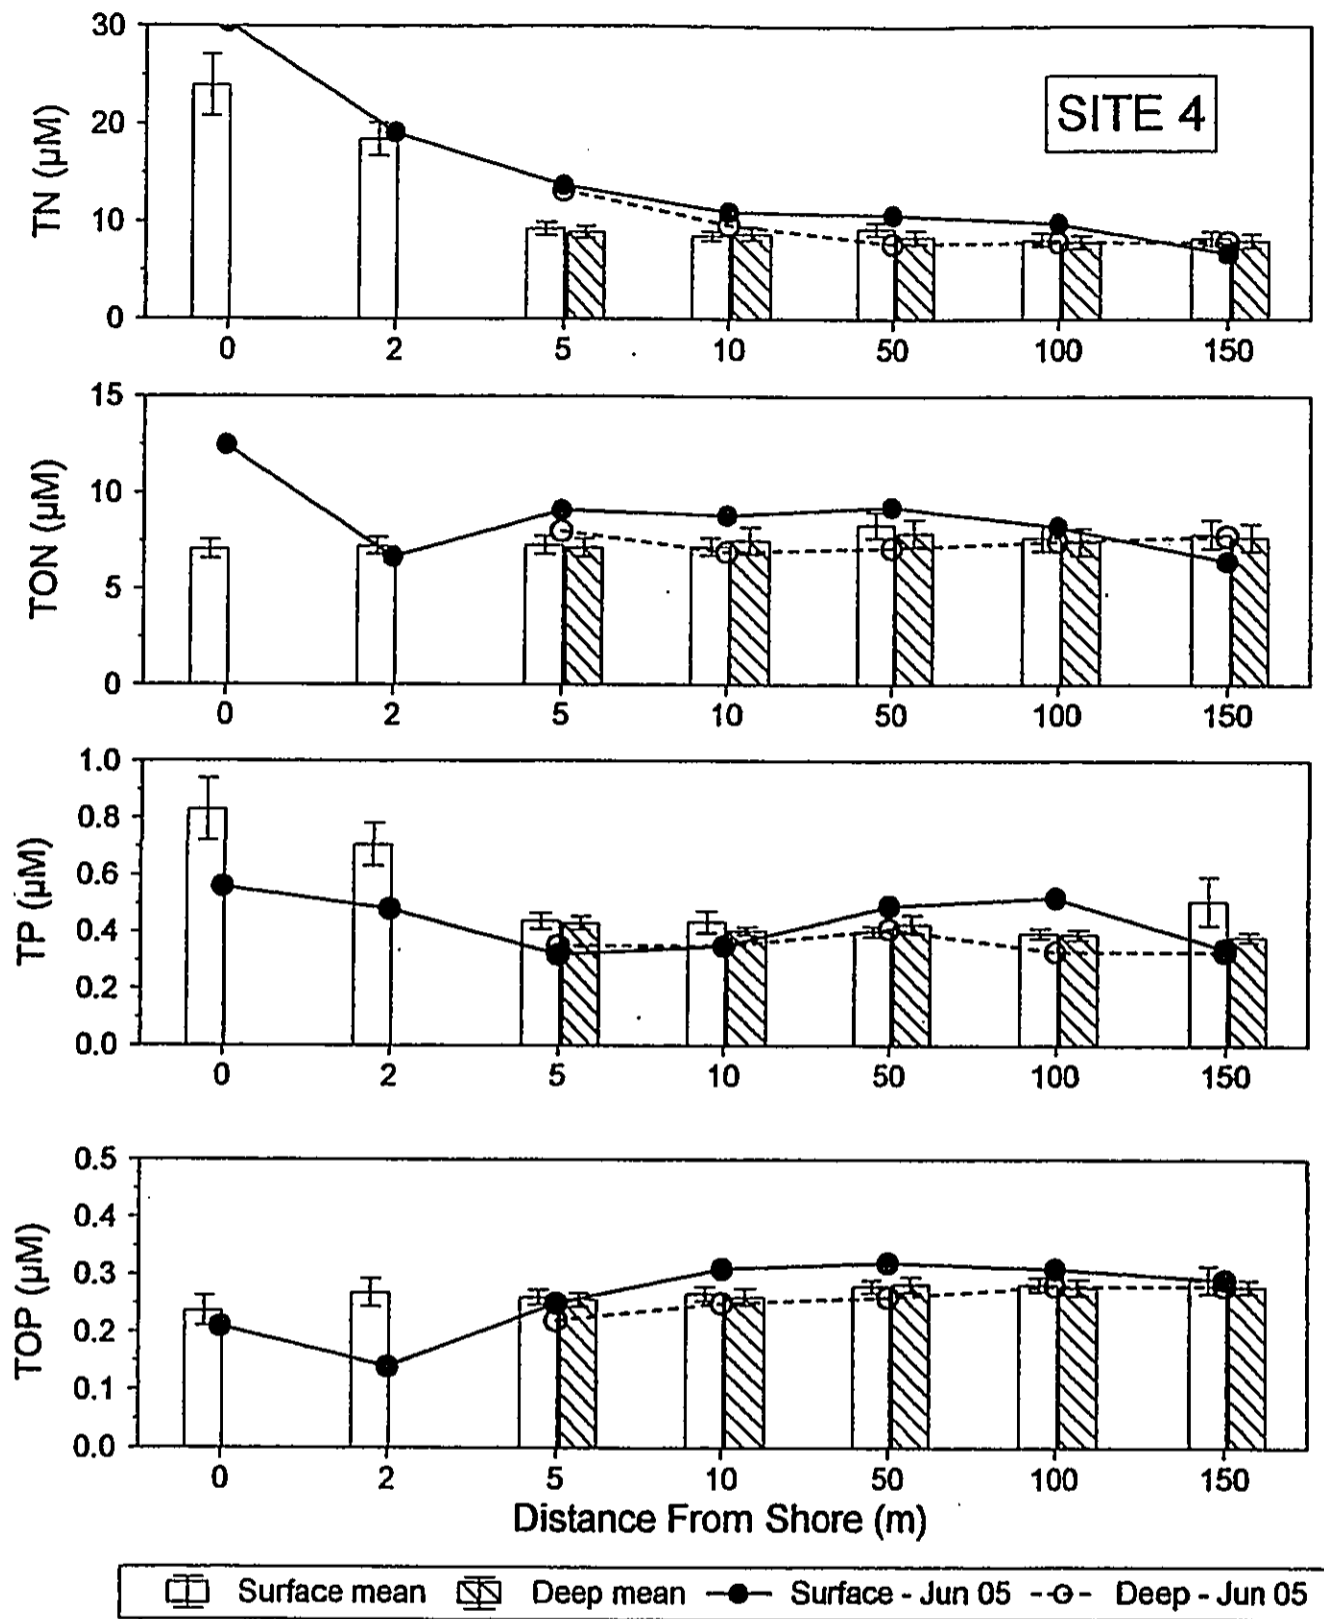 30
20
10
0
TN (µM)
SITE 4
0 2 5 10 50 100 150
15
10
5
0
TON (µM)
0 2 5 10 50 100 150
1.0
0.8
0.6
0.4
0.2
0.0
TP (µM)
0 2 5 10 50 100 150
0.5
0.4
0.3
0.2
0.1
0.0
TOP (µM)
0 2 5 10 50 100 150
Distance From Shore (m)
Surface mean Deep mean Surface - Jun 05 Deep - Jun 05